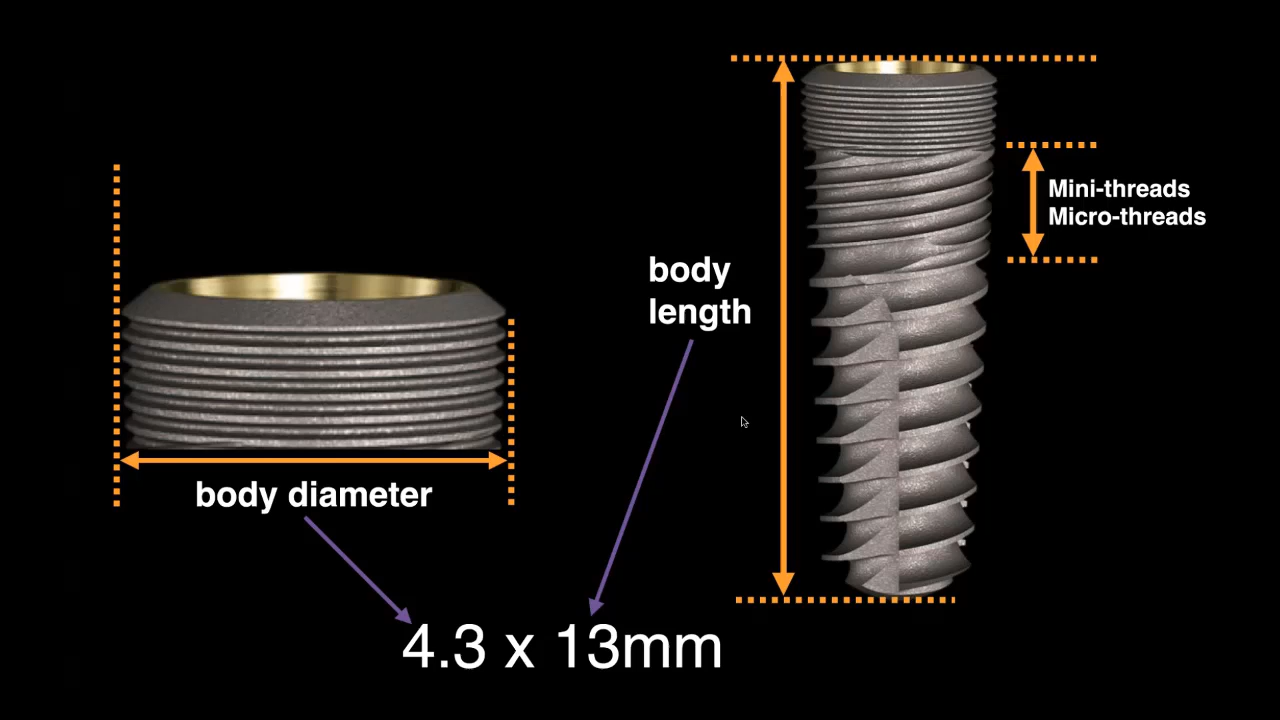 Mini-threads
Micro-threads
body
length
body diameter
4.3 x 13mm